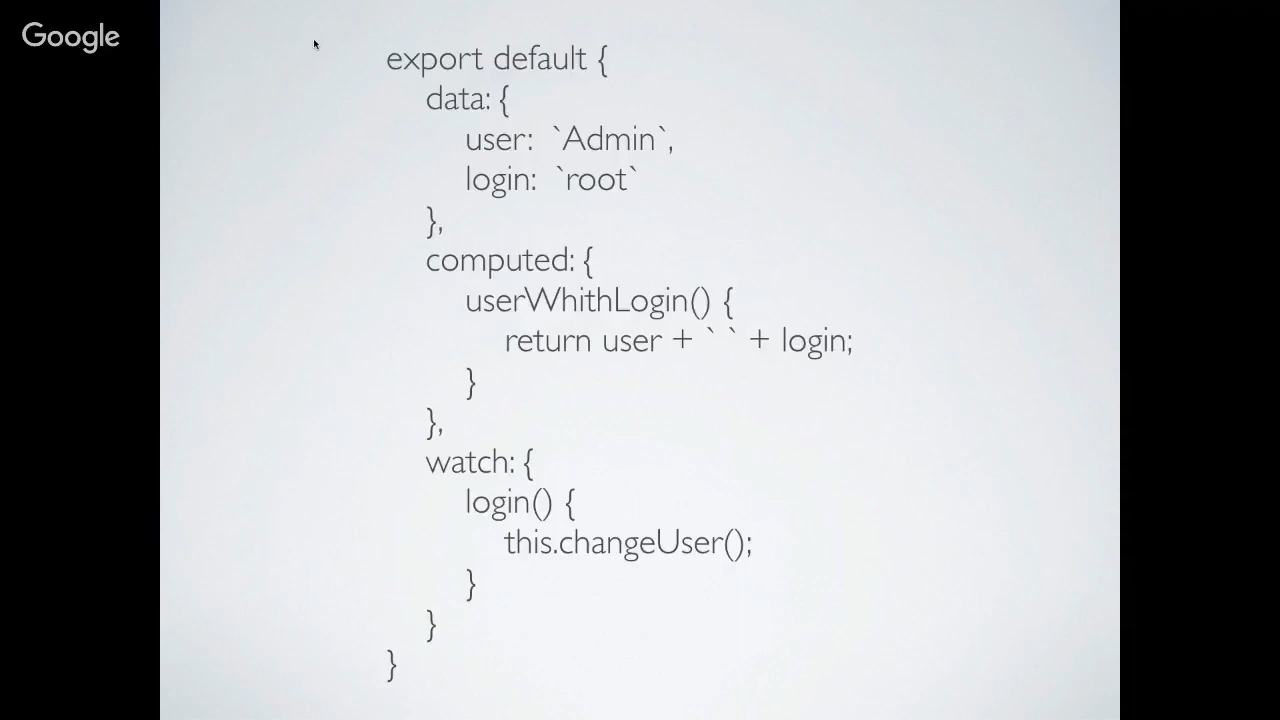 Google
export default {
data: {
user: `Admin`,
login: `root`
},
computed: {
userWhithLogin() {
return user + ` ` + login;
}
},
watch: {
login() {
this.changeUser();
}
}
}